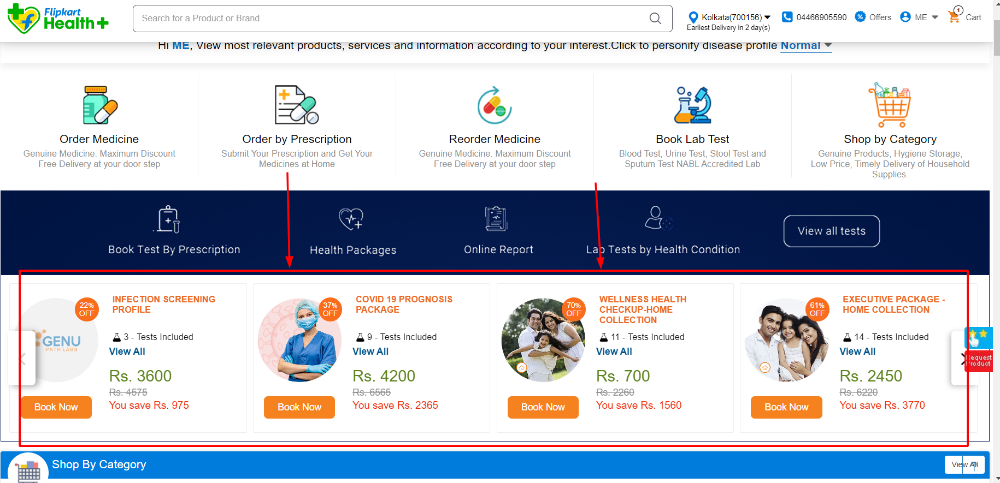 Flipkart
Health+
Search for a Product or Brand
Kolkata(700156)
Earliest Delivery in 2 day(s)
04466905590
Offers
ME
1
Cart
Hi ME, View most relevant products, services and information according to your interest.Click to personify disease profile Normal
Order Medicine
Genuine Medicine. Maximum Discount
Free Delivery at your door step
Order by Prescription
Submit Your Prescription and Get Your
Medicines at Home
Reorder Medicine
Genuine Medicine. Maximum Discount
Free Delivery at your door step
Book Lab Test
Blood Test, Urine Test, Stool Test and
Sputum Test NABL Accredited Lab
Shop by Category
Genuine Products, Hygiene Storage,
Low Price, Timely Delivery of Household
Supplies.
Book Test By Prescription
Health Packages
Online Report
Lab Tests by Health Condition
View all tests
22%
OFF
GENU
PATH LABS
INFECTION SCREENING
PROFILE
3 - Tests Included
View All
Rs. 3600
Rs. 4575
You save Rs. 975
Book Now
37%
OFF
COVID 19 PROGNOSIS
PACKAGE
9 - Tests Included
View All
Rs. 4200
Rs. 6565
You save Rs. 2365
Book Now
70%
OFF
WELLNESS HEALTH
CHECKUP-HOME
COLLECTION
11 - Tests Included
View All
Rs. 700
Rs. 2260
You save Rs. 1560
Book Now
61%
OFF
EXECUTIVE PACKAGE -
HOME COLLECTION
14 - Tests Included
View All
Rs. 2450
Rs. 6220
You save Rs. 3770
Book Now
Request
Product
Shop By Category
View All